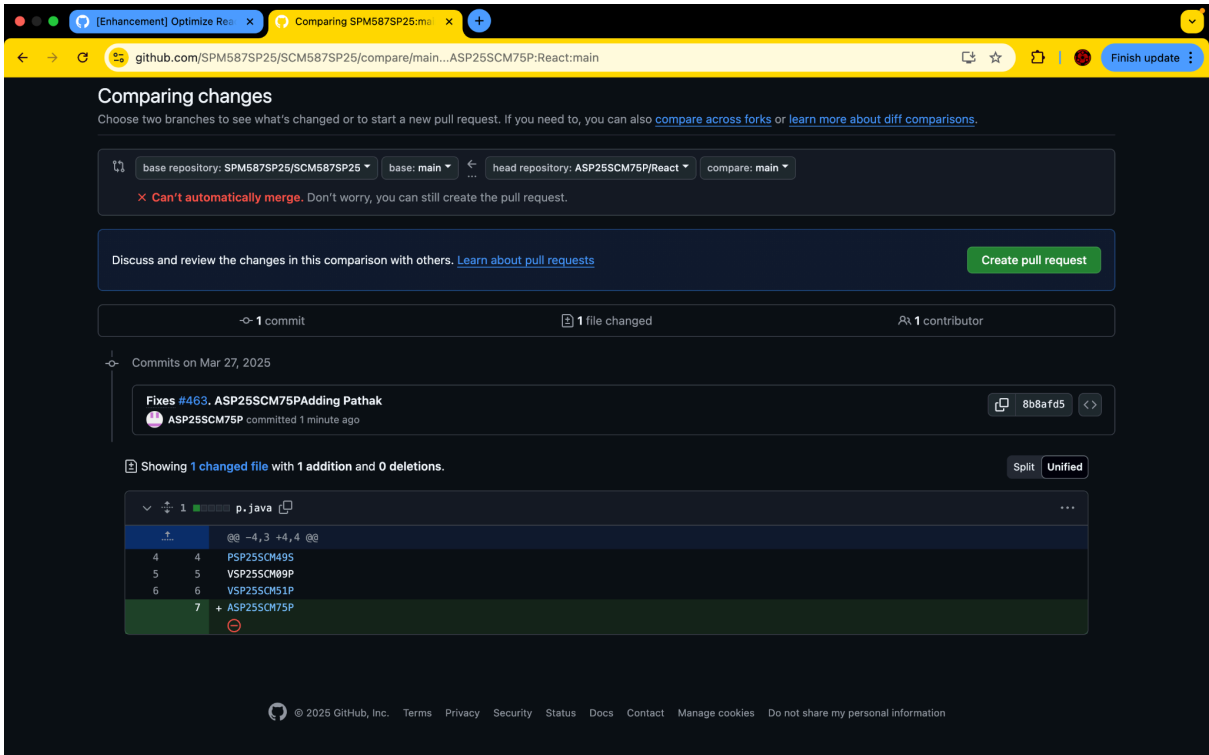 [Enhancement] Optimize Rea
Comparing SPM587SP25:ma
github.com/SPM587SP25/SCM587SP25/compare/main...ASP25SCM75P:React:main
Finish update
Comparing changes
Choose two branches to see what's changed or to start a new pull request. If you need to, you can also compare across forks or learn more about diff comparisons.
base repository: SPM587SP25/SCM587SP25 base: main ← ... head repository: ASP25SCM75P/React compare: main
× Can't automatically merge. Don't worry, you can still create the pull request.
Discuss and review the changes in this comparison with others. Learn about pull requests Create pull request
1 commit 1 file changed 1 contributor
Commits on Mar 27, 2025
Fixes #463. ASP25SCM75PAdding Pathak
8b8afd5
ASP25SCM75P committed 1 minute ago
Showing 1 changed file with 1 addition and 0 deletions. Split Unified
1 p.java
@@ -4,3 +4,4 @@
4 4 PSP25SCM49S
5 5 VSP25SCM09P
6 6 VSP25SCM51P
7 + ASP25SCM75P
© 2025 GitHub, Inc. Terms Privacy Security Status Docs Contact Manage cookies Do not share my personal information